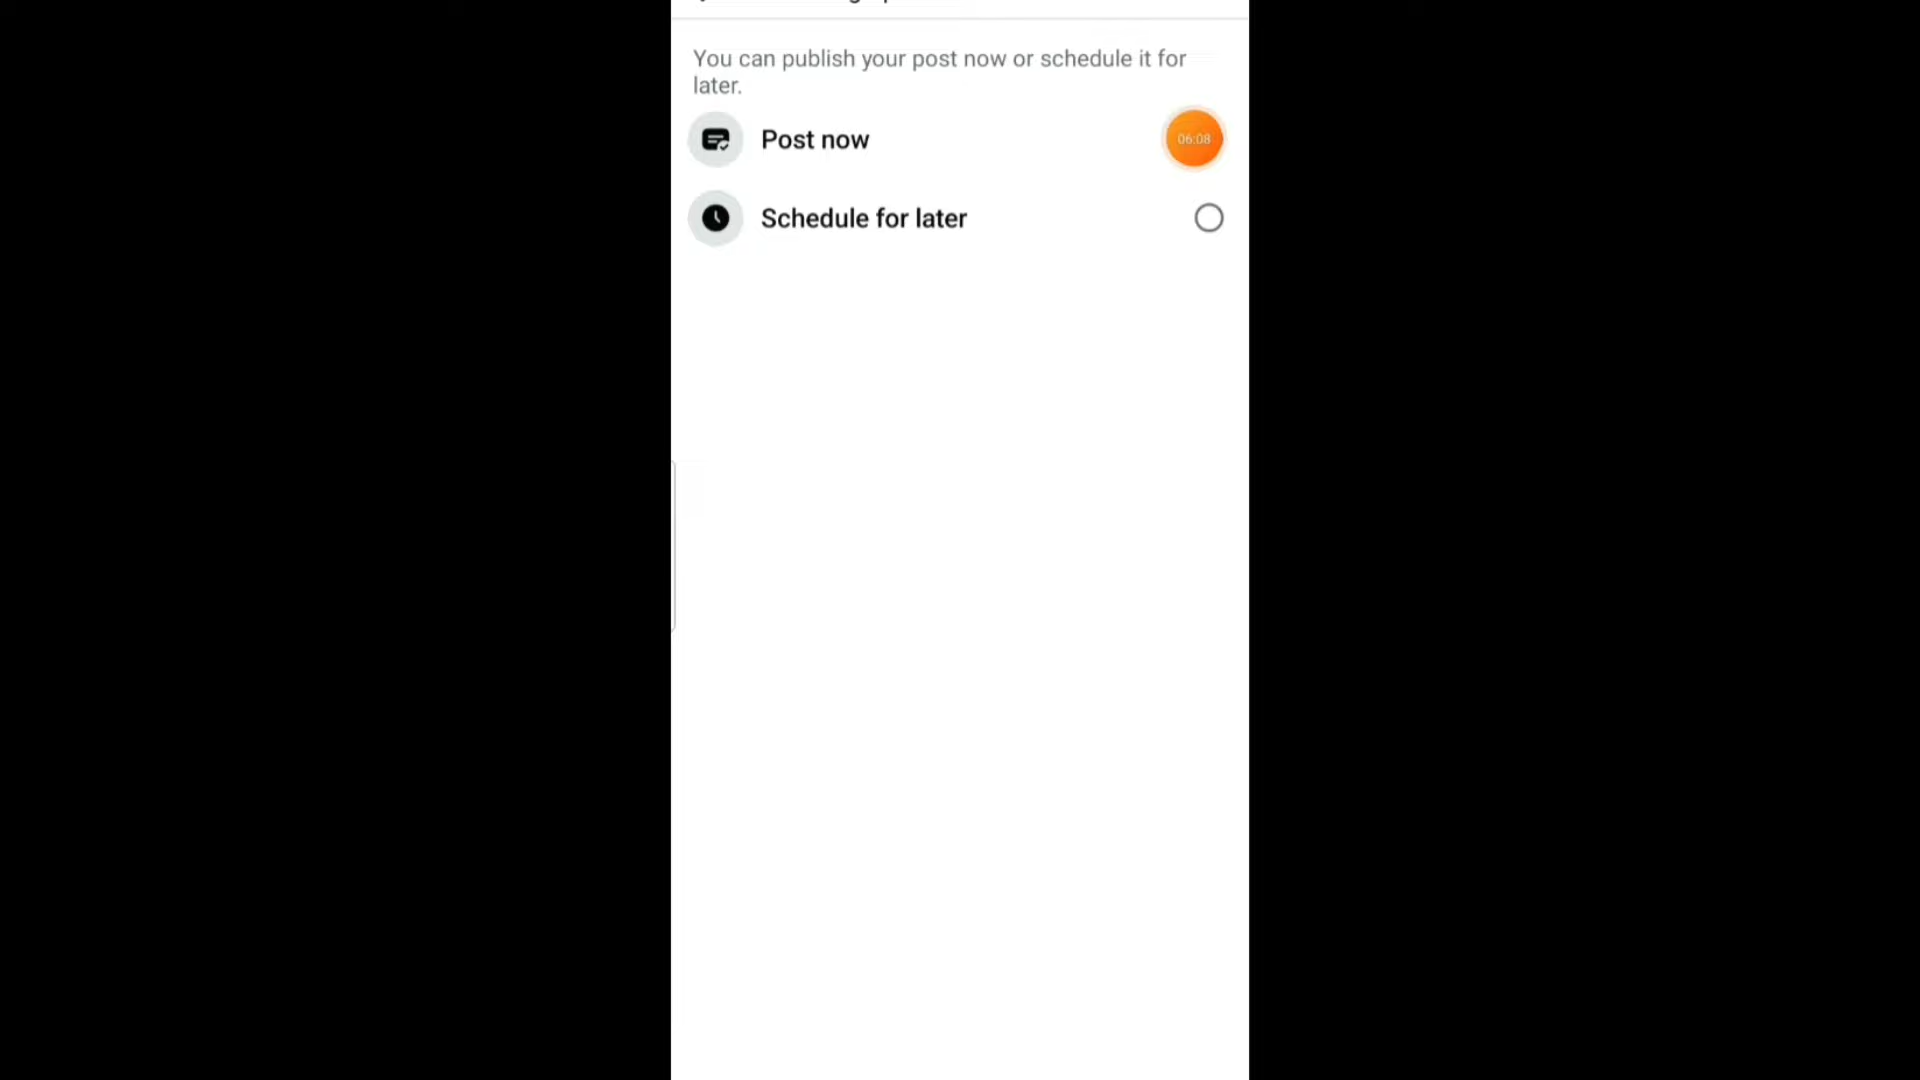 You can publish your post now or schedule it for
later.
Post now
06:08
Schedule for later